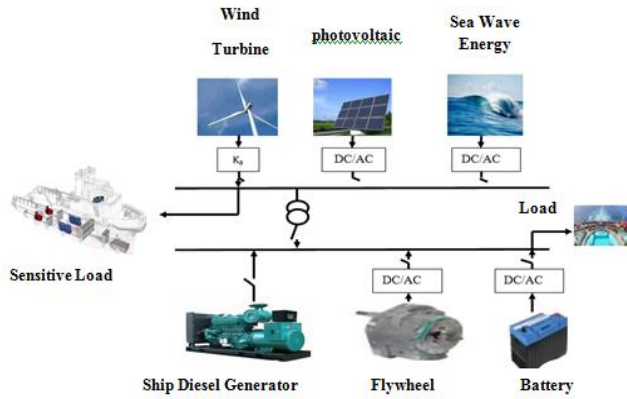 Wind
Turbine
photovoltaic
Sea Wave
Energy
Ka
DC/AC
DC/AC
Load
Sensitive Load
DC/AC
DC/AC
Ship Diesel Generator
Flywheel
Battery